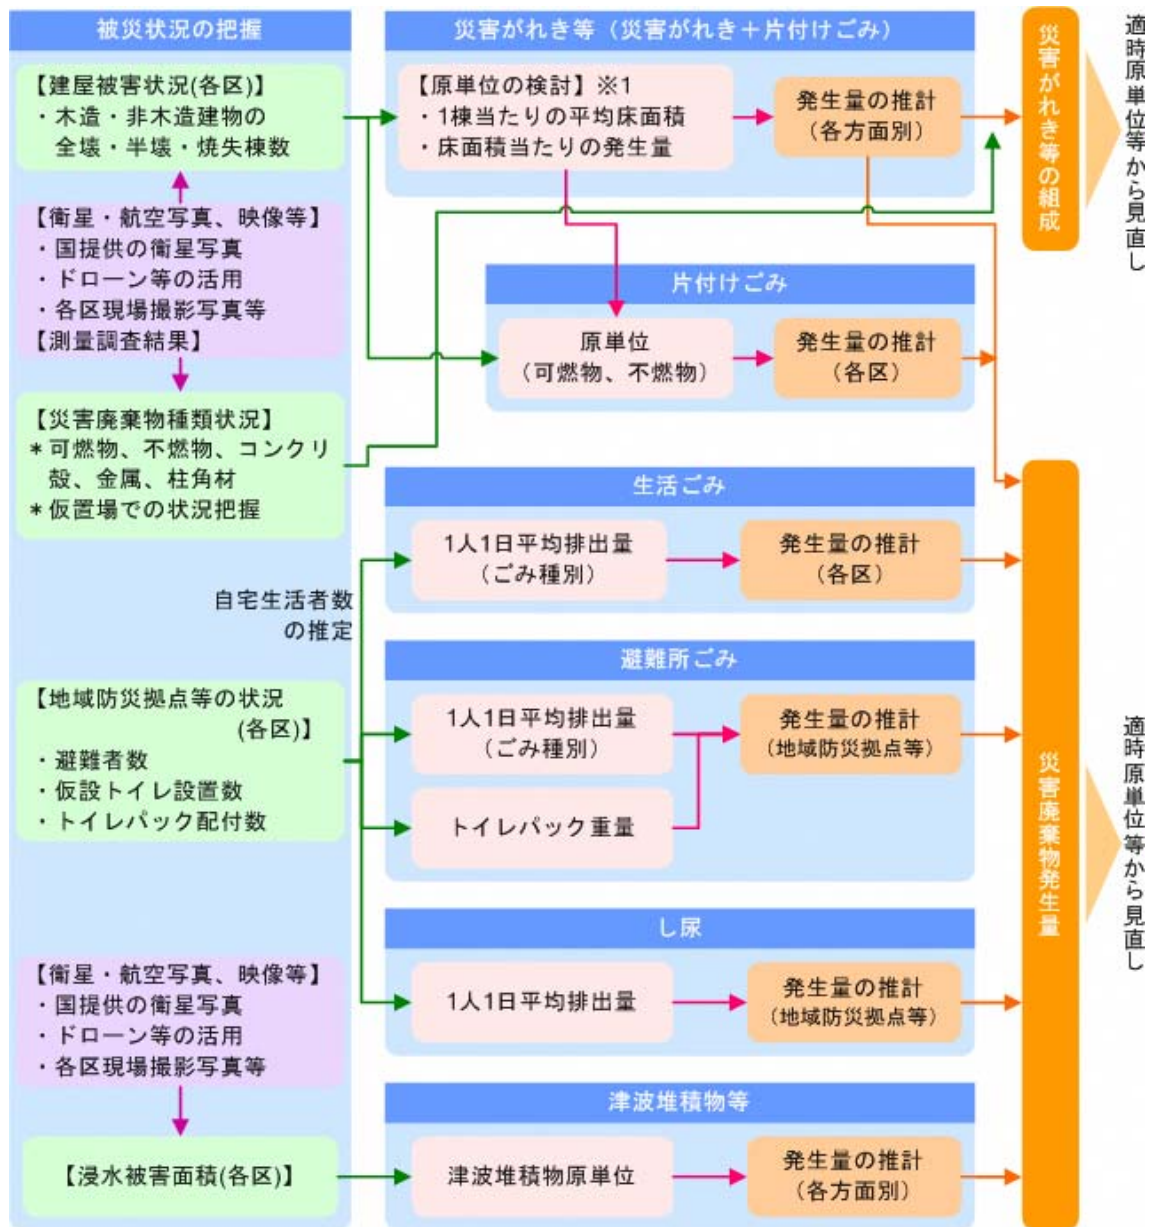 被災状況の把握
【建屋被害状況(各区)】
・木造・非木造建物の
全壊・半壊・焼失棟数
【衛星・航空写真、映像等】
・国提供の衛星写真
・ドローン等の活用
・各区現場撮影写真等
【測量調査結果】
【災害廃棄物種類状況】
＊可燃物、不燃物、コンクリ
殻、金属、柱角材
＊仮置場での状況把握
自宅生活者数
の推定
【地域防災拠点等の状況
(各区)】
・避難者数
・仮設トイレ設置数
・トイレパック配付数
【衛星・航空写真、映像等】
・国提供の衛星写真
・ドローン等の活用
・各区現場撮影写真等
【浸水被害面積(各区)】
災害がれき等（災害がれき＋片付けごみ）
【原単位の検討】※1
・1棟当たりの平均床面積
・床面積当たりの発生量
発生量の推計
（各方面別）
片付けごみ
原単位
（可燃物、不燃物）
発生量の推計
（各区）
生活ごみ
1人1日平均排出量
（ごみ種別）
発生量の推計
（各区）
避難所ごみ
1人1日平均排出量
（ごみ種別）
トイレパック重量
発生量の推計
（地域防災拠点等）
し尿
1人1日平均排出量
発生量の推計
（地域防災拠点等）
津波堆積物等
津波堆積物原単位
発生量の推計
（各方面別）
災害がれき等の組成
適時原単位等から見直し
災害廃棄物発生量
適時原単位等から見直し